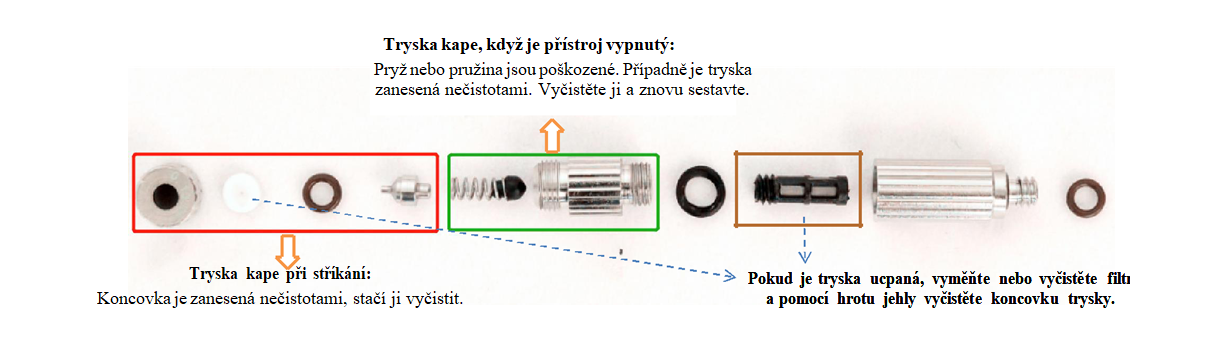 Tryska kape, když je přístroj vypnutý:
Pryž nebo pružina jsou poškozené. Případně je tryska
zanesená nečistotami. Vyčistěte ji a znovu sestavte.
Tryska kape při stříkání:
Koncovka je zanesená nečistotami, stačí ji vyčistit.
Pokud je tryska ucpaná, vyměňte nebo vyčistěte filtr
a pomocí hrotu jehly vyčistěte koncovku trysky.